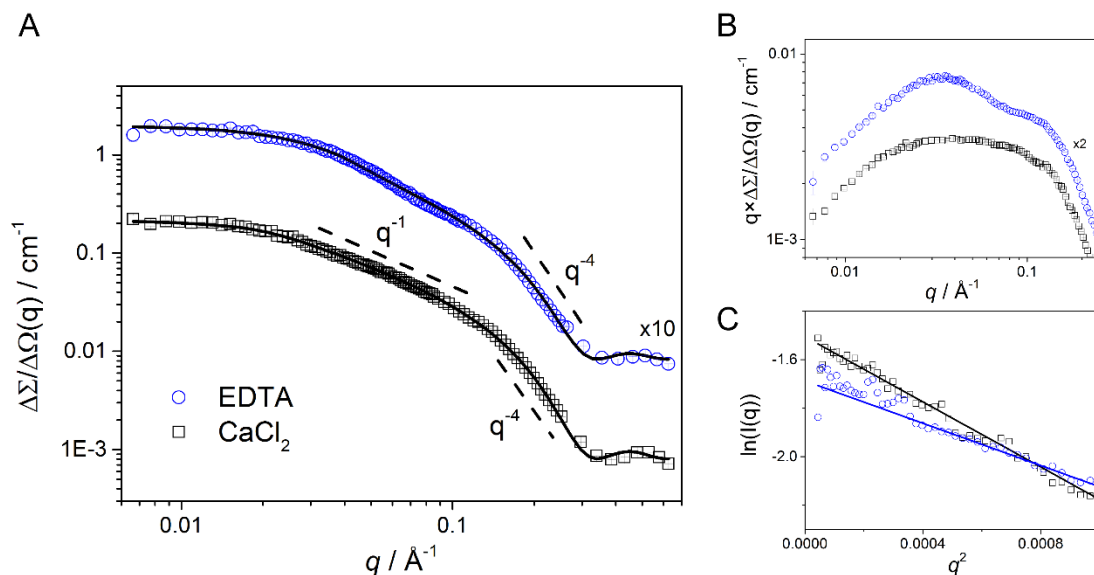 A
ΔΣ/ΔΩ(q) / cm⁻¹
1
0.1
0.01
1E-3
q⁻¹
q⁻⁴
x10
q⁻⁴
EDTA
CaCl₂
0.01
0.1
q / Å⁻¹
B
q×ΔΣ/ΔΩ(q) / cm⁻¹
0.01
1E-3
x2
0.01
0.1
q / Å⁻¹
C
ln(I(q))
-1.6
-2.0
0.0000
0.0004
0.0008
q²